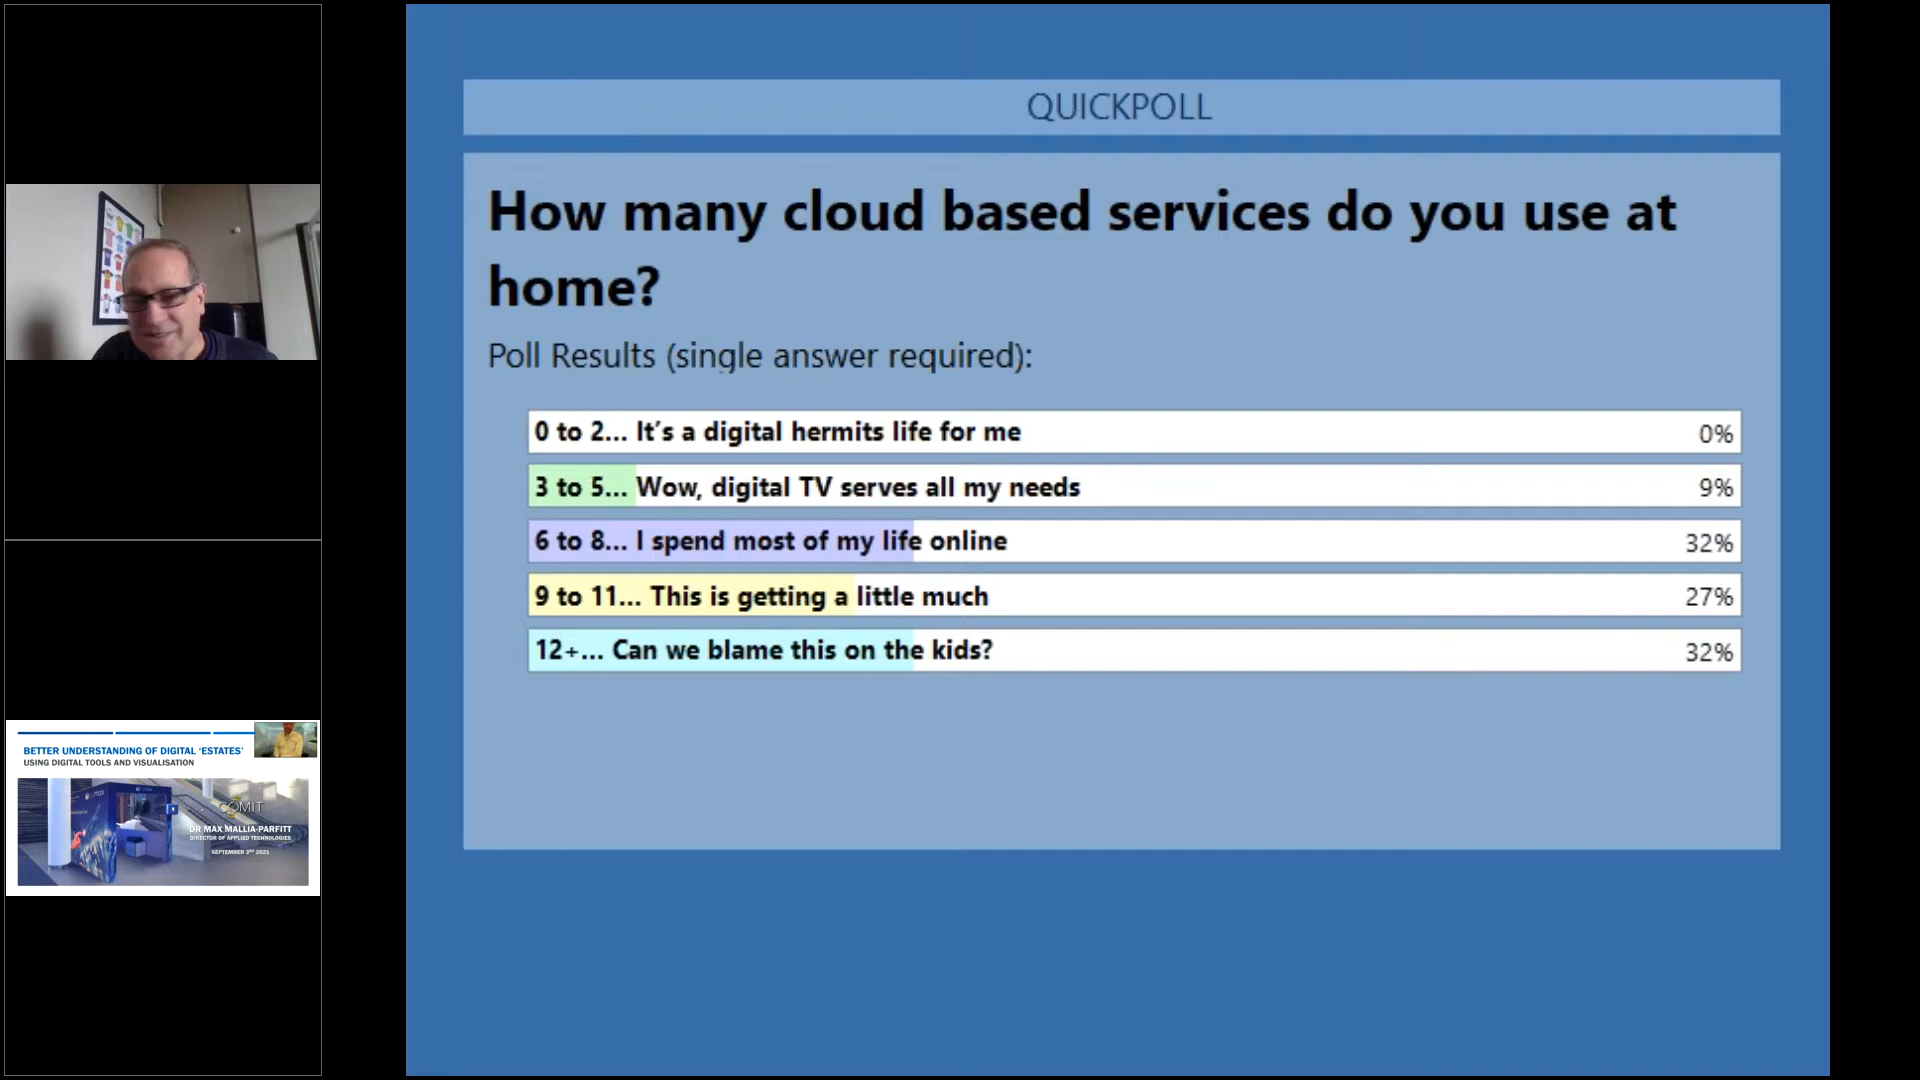 QUICKPOLL
How many cloud based services do you use at
home?
Poll Results (single answer required):
0 to 2... It's a digital hermits life for me 0%
3 to 5... Wow, digital TV serves all my needs 9%
6 to 8... I spend most of my life online 32%
9 to 11... This is getting a little much 27%
12+... Can we blame this on the kids? 32%
BETTER UNDERSTANDING OF DIGITAL ‘ESTATES’
USING DIGITAL TOOLS AND VISUALISATION
COMIT
DR MAX MALLIA-PARFITT
DIRECTOR OF APPLIED TECHNOLOGIES
SEPTEMBER 3RD 2021